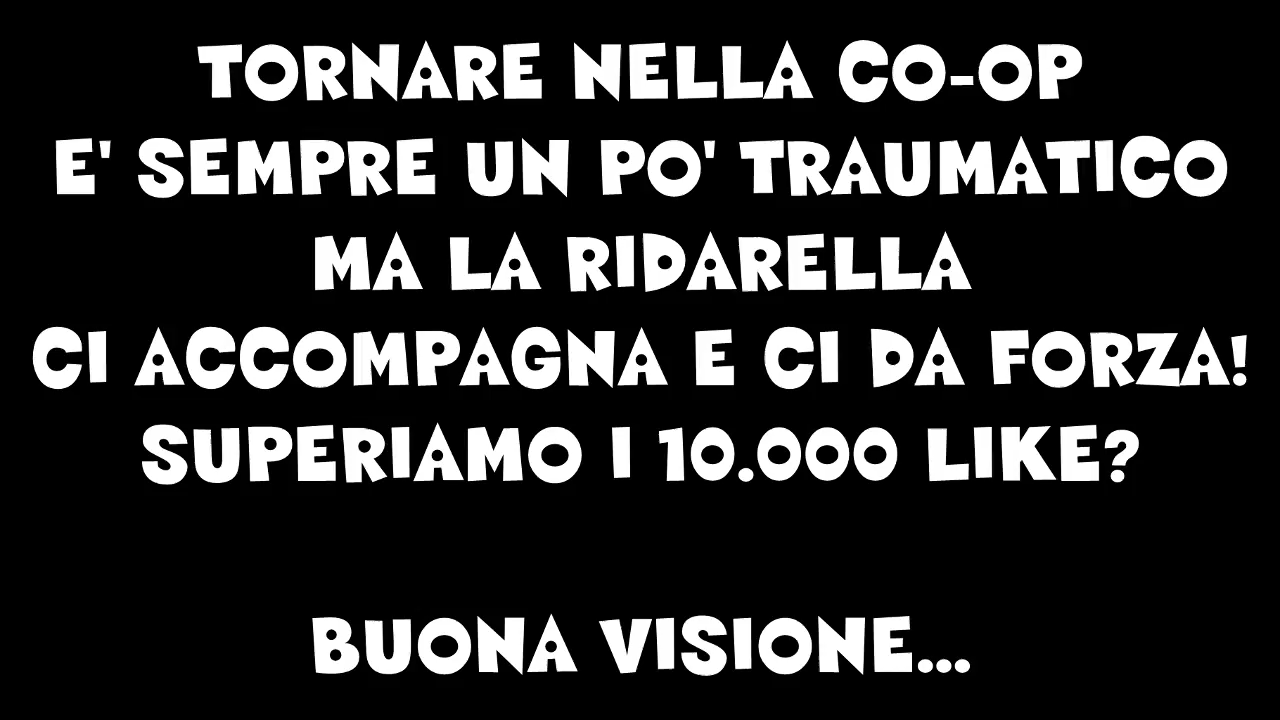 TORNARE NELLA CO-OP
E' SEMPRE UN PO' TRAUMATICO
MA LA RIDARELLA
CI ACCOMPAGNA E CI DA FORZA!
SUPERIAMO I 10.000 LIKE?
BUONA VISIONE...